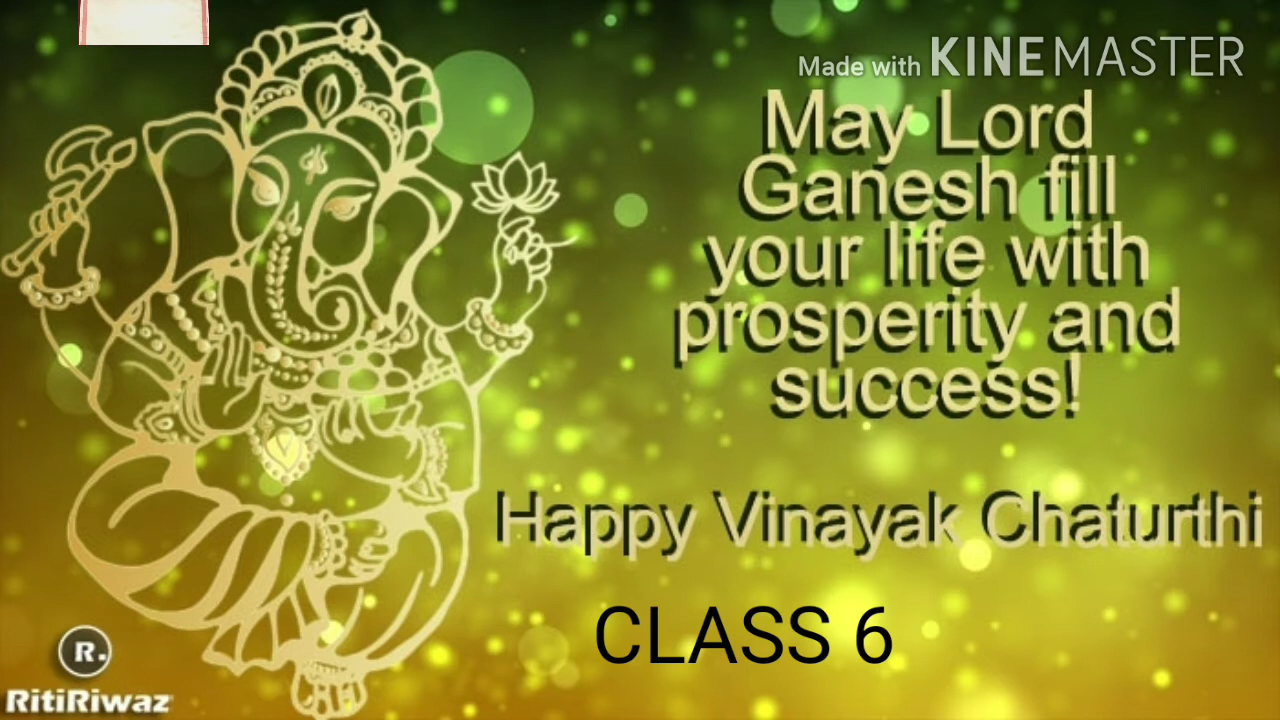 Made with KINEMASTER
May Lord
Ganesh fill
your life with
prosperity and
success!
Happy Vinayak Chaturthi
CLASS 6
R.
RitiRiwaz